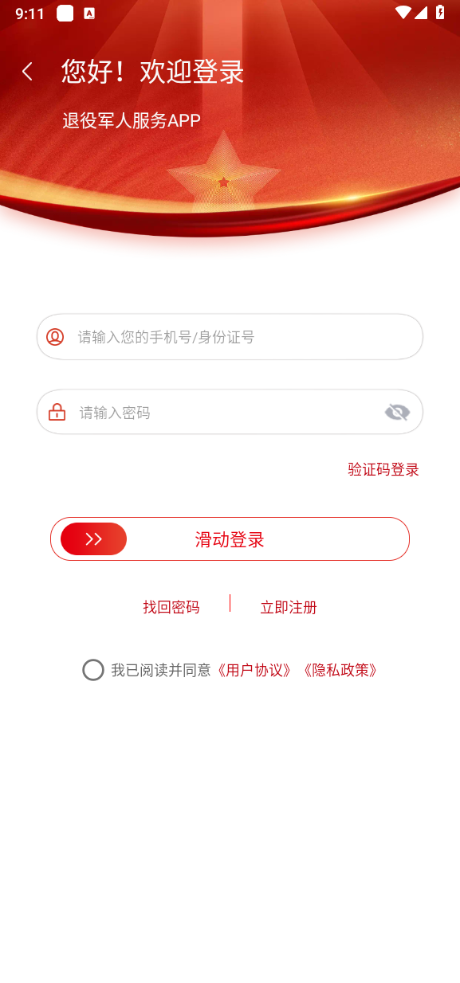 9:11
A
您好！欢迎登录
退役军人服务APP
请输入您的手机号/身份证号
请输入密码
验证码登录
滑动登录
找回密码
立即注册
我已阅读并同意《用户协议》《隐私政策》